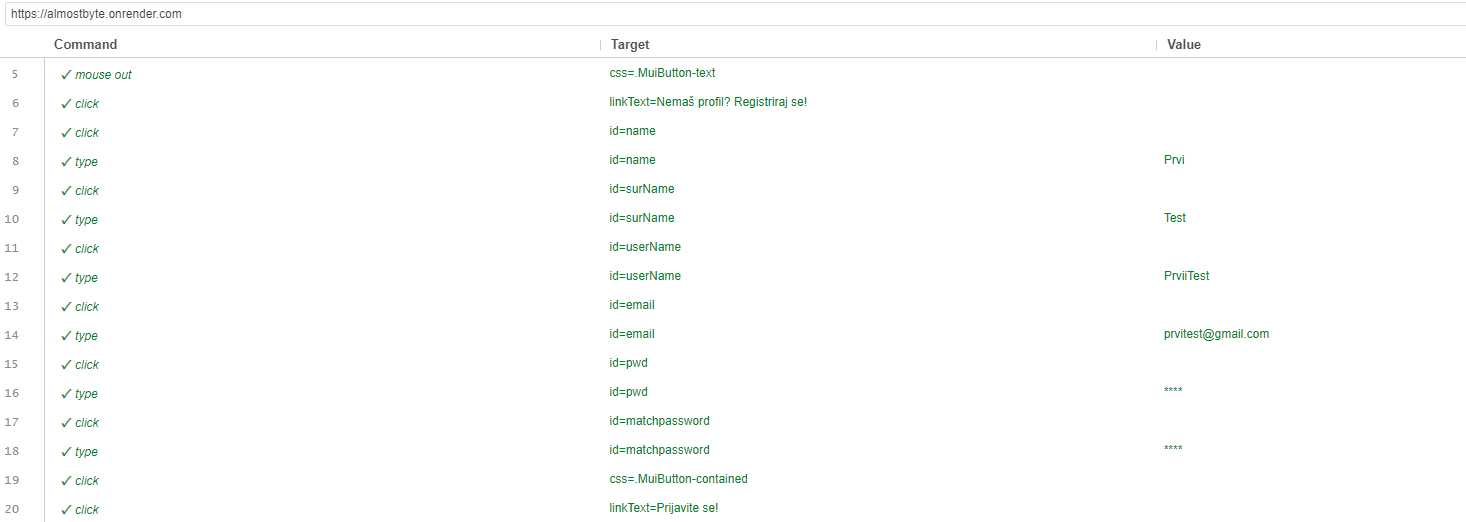 https://almostbyte.onrender.com
Command Target Value
5 ✓ mouse out css=.MuiButton-text
6 ✓ click linkText=Nemaš profil? Registriraj se!
7 ✓ click id=name
8 ✓ type id=name Prvi
9 ✓ click id=surName
10 ✓ type id=surName Test
11 ✓ click id=userName
12 ✓ type id=userName PrviiTest
13 ✓ click id=email
14 ✓ type id=email prvitest@gmail.com
15 ✓ click id=pwd
16 ✓ type id=pwd ****
17 ✓ click id=matchpassword
18 ✓ type id=matchpassword ****
19 ✓ click css=.MuiButton-contained
20 ✓ click linkText=Prijavite se!